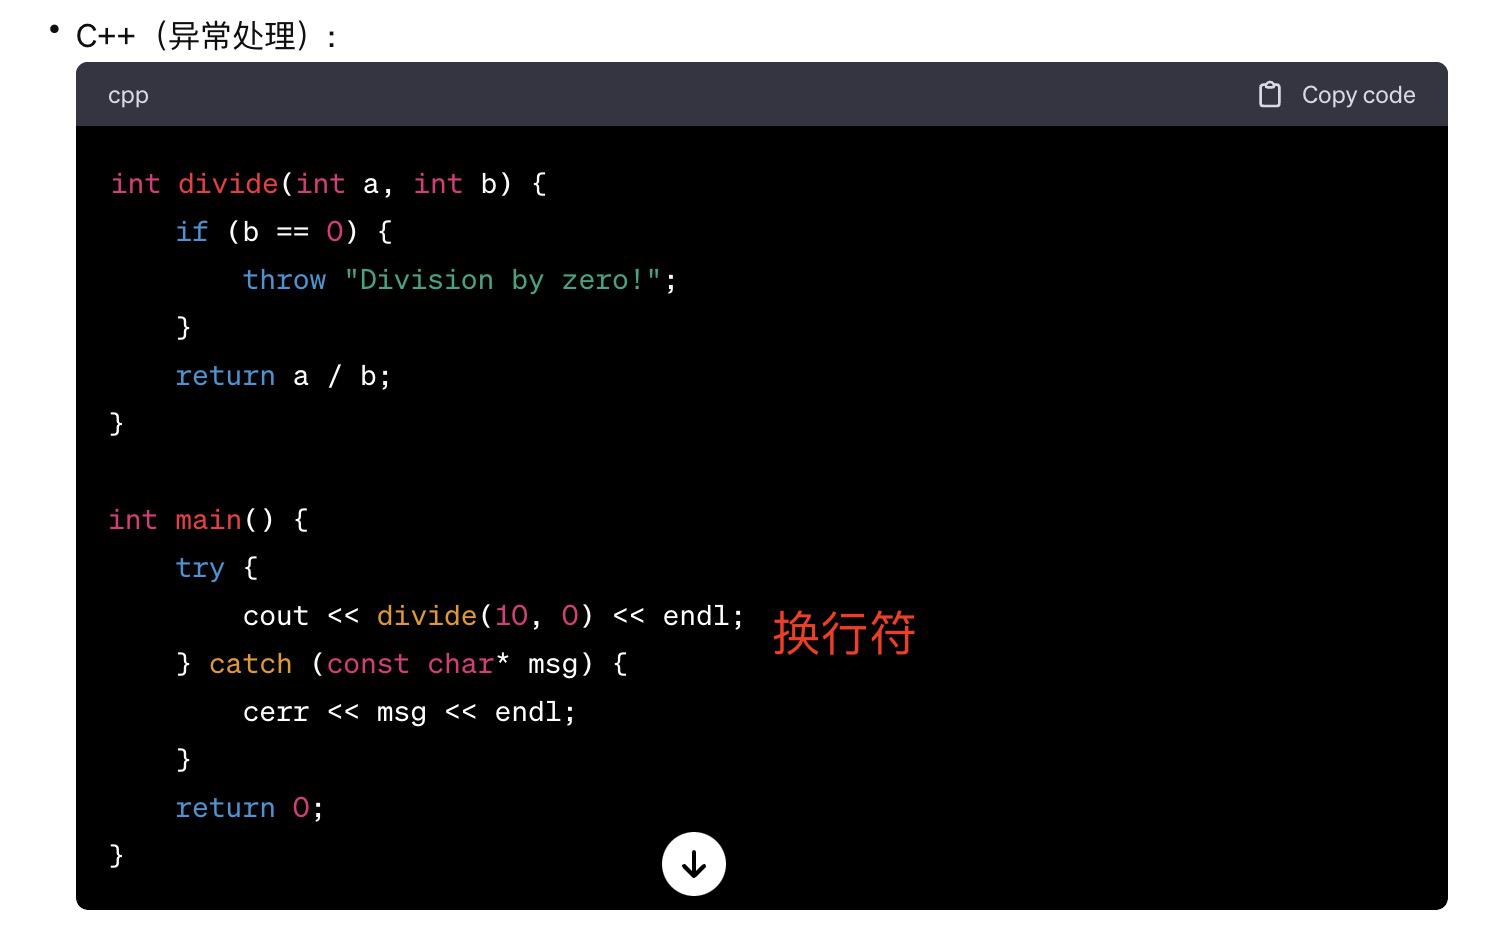 • C++（异常处理）:
cpp
Copy code
int divide(int a, int b) {
    if (b == 0) {
        throw "Division by zero!";
    }
    return a / b;
}
int main() {
    try {
        cout << divide(10, 0) << endl;
换行符
    } catch (const char* msg) {
        cerr << msg << endl;
    }
    return 0;
}